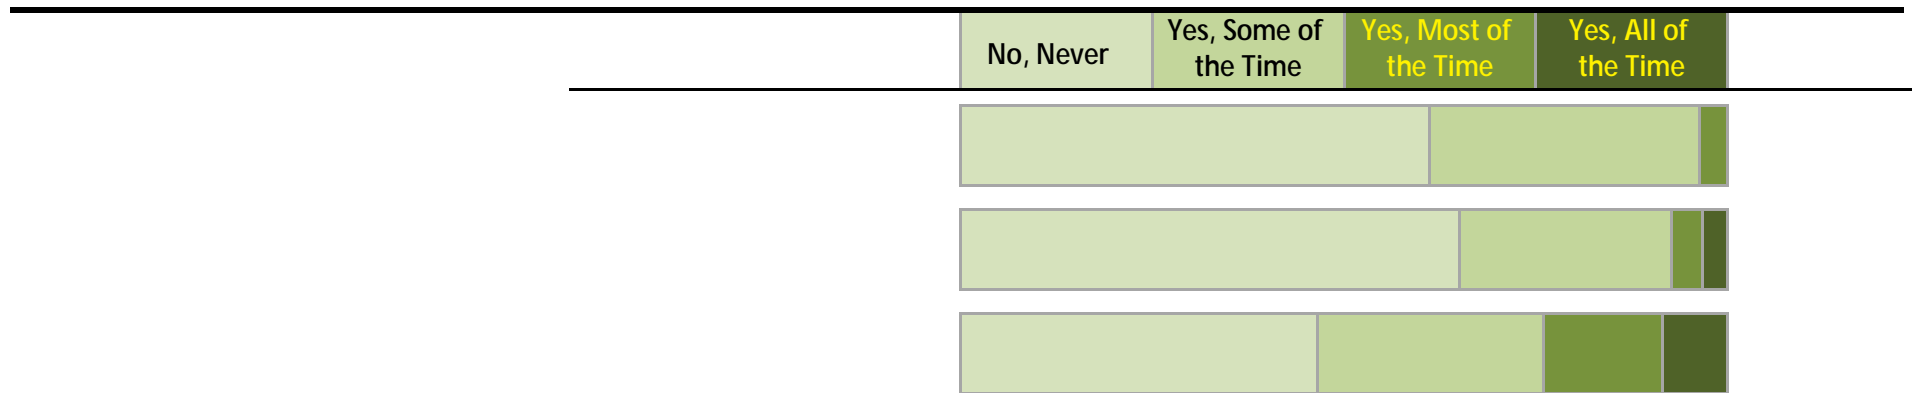 No, Never
Yes, Some of
the Time
Yes, Most of
the Time
Yes, All of
the Time